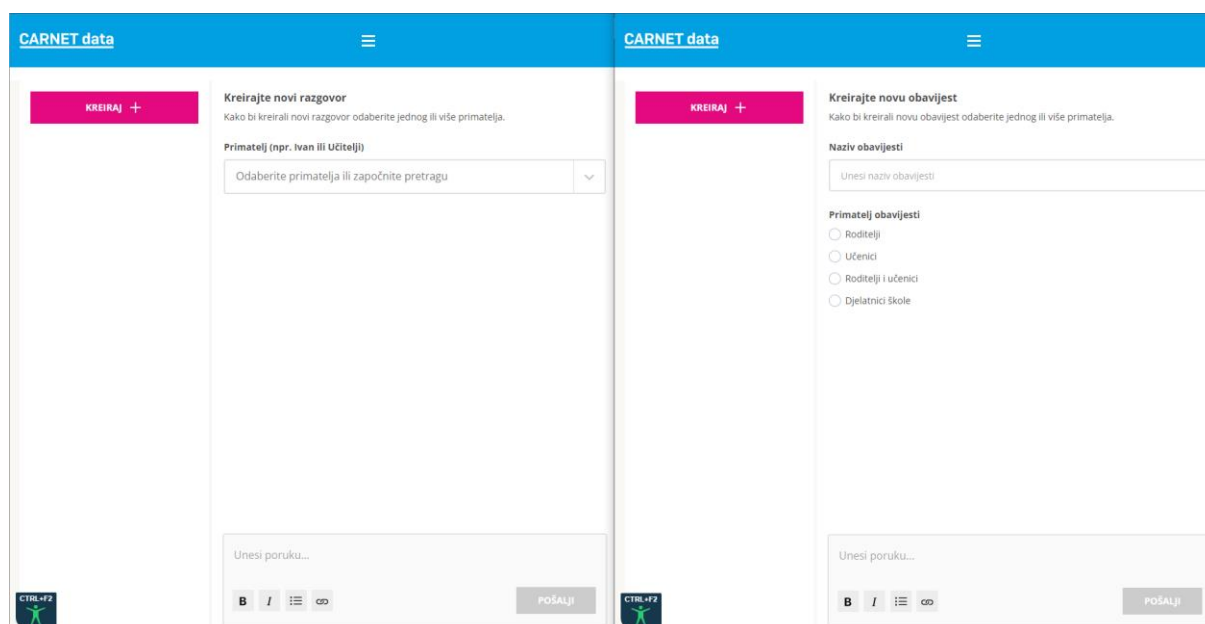 CARNET data
KREIRAJ +
Kreirajte novi razgovor
Kako bi kreirali novi razgovor odaberite jednog ili više primatelja.
Primatelj (npr. Ivan ili Učitelji)
Odaberite primatelja ili započnite pretragu
Unesi poruku...
B I
POŠALJI
CTRL+F2
CARNET data
KREIRAJ +
Kreirajte novu obavijest
Kako bi kreirali novu obavijest odaberite jednog ili više primatelja.
Naziv obavijesti
Unesi naziv obavijesti
Primatelj obavijesti
Roditelji
Učenici
Roditelji i učenici
Djelatnici škole
Unesi poruku...
B I
POŠALJI
CTRL+F2